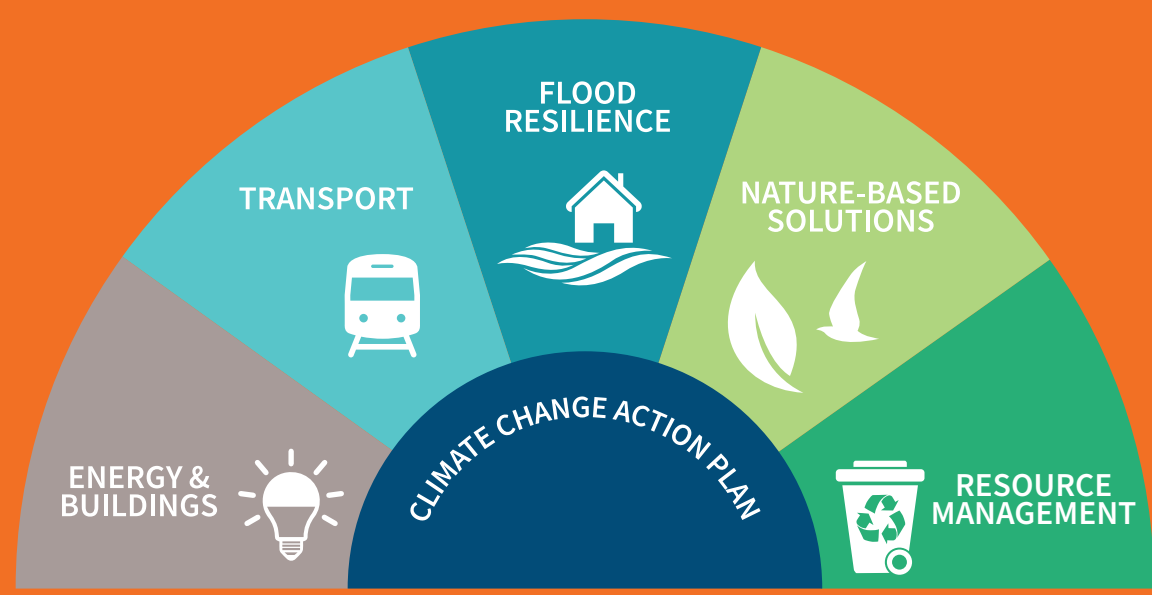 FLOOD
RESILIENCE
TRANSPORT
NATURE-BASED
SOLUTIONS
ENERGY &
BUILDINGS
CLIMATE CHANGE ACTION PLAN
RESOURCE
MANAGEMENT